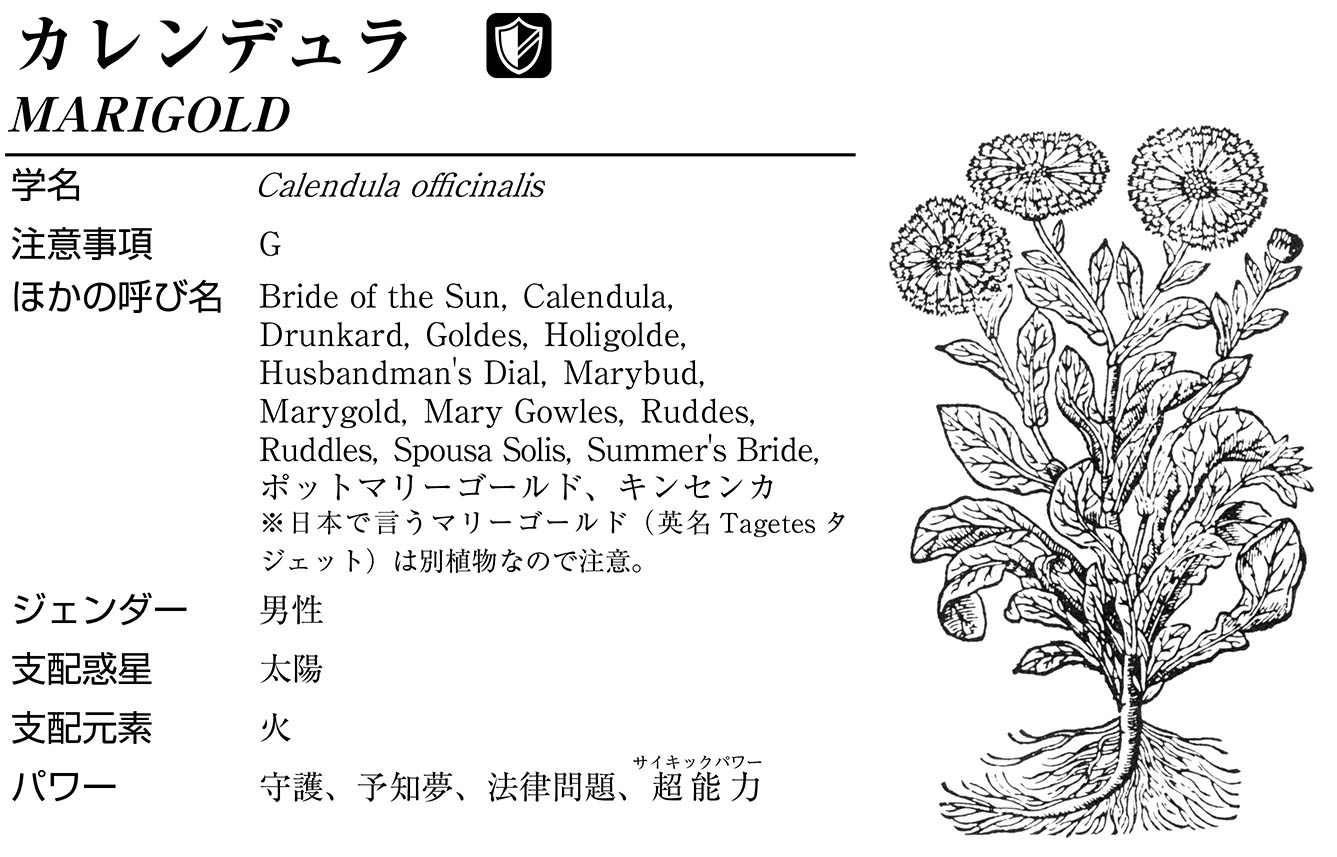 カレンデュラ
MARIGOLD
学名 Calendula officinalis
注意事項 G
ほかの呼び名 Bride of the Sun, Calendula,
Drunkard, Goldes, Holigolde,
Husbandman's Dial, Marybud,
Marygold, Mary Gowles, Ruddes,
Ruddles, Spousa Solis, Summer's Bride,
ポットマリーゴールド、キンセンカ
※日本で言うマリーゴールド（英名 Tagetes タ
ジェット）は別植物なので注意。
ジェンダー 男性
支配惑星 太陽
支配元素 火
サイキックパワー
パワー 守護、予知夢、法律問題、超能力